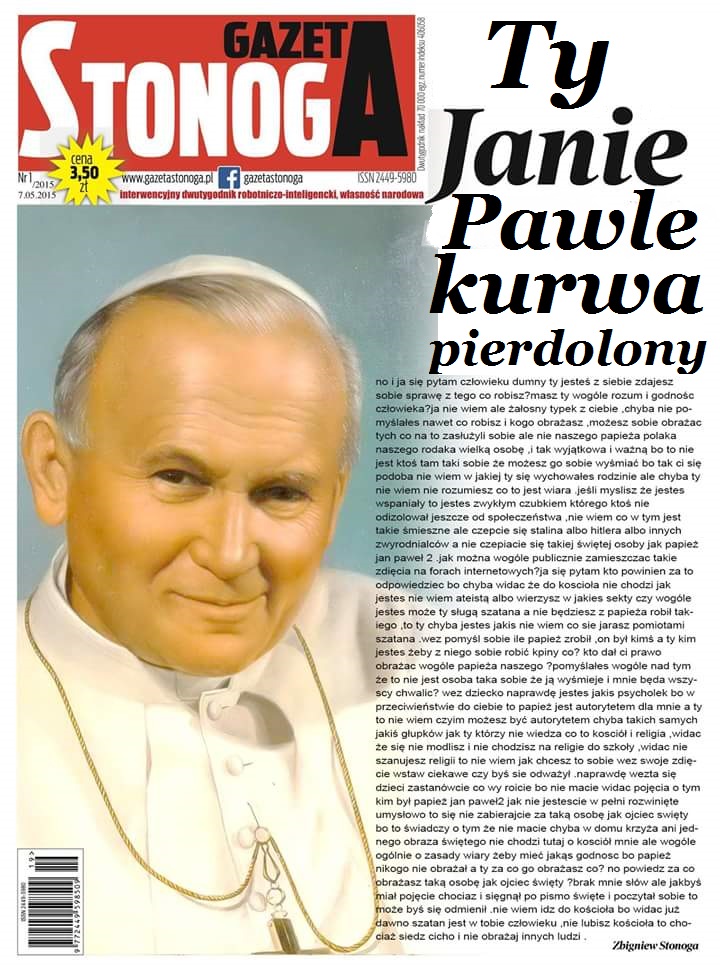 GAZETA
STONOGA
Dwutygodnik nakład 70 000 egz. numer indeksu 406058
cena
3,50
zł
Nr1/2015
7.05.2015
www.gazetastonoga.pl
gazetastonoga
ISSN 2449-5980
interwencyjny dwutygodnik robotniczo-inteligencki, własność narodowa
Ty
Janie
Pawle
kurwa
pierdolony
no i ja się pytam człowieku dumny ty jesteś z siebie zdajesz
sobie sprawę z tego co robisz?masz ty wogóle rozum i godnośc
człowieka?ja nie wiem ale żałosny typek z ciebie ,chyba nie po-
myślałes nawet co robisz i kogo obrażasz ,możesz sobie obrażac
tych co na to zasłużyli sobie ale nie naszego papieża polaka
naszego rodaka wielką osobę ,i tak wyjątkowa i ważną bo to nie
jest ktoś tam taki sobie że możesz go sobie wyśmiać bo tak ci się
podoba nie wiem w jakiej ty się wychowałes rodzinie ale chyba ty
nie wiem nie rozumiesz co to jest wiara .jeśli myslisz że jestes
wspaniały to jestes zwykłym czubkiem którego ktoś nie
odizolował jeszcze od społeczeństwa ,nie wiem co w tym jest
takie śmieszne ale czepcie się stalina albo hitlera albo innych
zwyrodnialców a nie czepiacie się takiej świętej osoby jak papież
jan paweł 2 .jak można wogóle publicznie zamieszczac takie
zdięcia na forach internetowych?ja się pytam kto powinien za to
odpowiedziec bo chyba widac że do koscioła nie chodzi jak
jestes nie wiem ateistą albo wierzysz w jakies sekty czy wogóle
jestes może ty sługą szatana a nie będziesz z papieża robił tak-
iego ,to ty chyba jestes jakis nie wiem co sie jarasz pomiotami
szatana .wez pomyśl sobie ile papież zrobił ,on był kimś a ty kim
jestes żeby z niego sobie robić kpiny co? kto dał ci prawo
obrażac wogóle papieża naszego ?pomyślałes wogóle nad tym
że to nie jest osoba taka sobie że ją wyśmieje i mnie będa wszy-
scy chwalic? wez dziecko naprawdę jestes jakis psycholek bo w
przeciwieństwie do ciebie to papież jest autorytetem dla mnie a ty
to nie wiem czyim możesz być autorytetem chyba takich samych
jakiś głupków jak ty którzy nie wiedza co to kosciół i religia ,widac
że się nie modlisz i nie chodzisz na religie do szkoły ,widac nie
szanujesz religii to nie wiem jak chcesz to sobie wez swoje zdię-
cie wstaw ciekawe czy byś sie odważył .naprawdę wezta się
dzieci zastanówcie co wy roicie bo nie macie widac pojęcia o tym
kim był papież jan paweł2 jak nie jestescie w pełni rozwinięte
umysłowo to się nie zabierajcie za taką osobę jak ojciec swięty
bo to świadczy o tym że nie macie chyba w domu krzyża ani jed-
nego obraza świętego nie chodzi tutaj o kosciół mnie ale wogóle
ogólnie o zasady wiary żeby mieć jakąs godnosc bo papież
nikogo nie obrażał a ty za co go obrażasz co? no powiedz za co
obrażasz taką osobę jak ojciec święty ?brak mnie słów ale jakbyś
miał pojęcie chociaz i sięgnął po pismo święte i poczytał sobie to
może byś się odmienił .nie wiem idz do kościoła bo widac już
dawno szatan jest w tobie człowieku ,nie lubisz kościoła to cho-
ciaż siedz cicho i nie obrażaj innych ludzi .
Zbigniew Stonoga
ISSN 2449-5980
19>
9772449598509